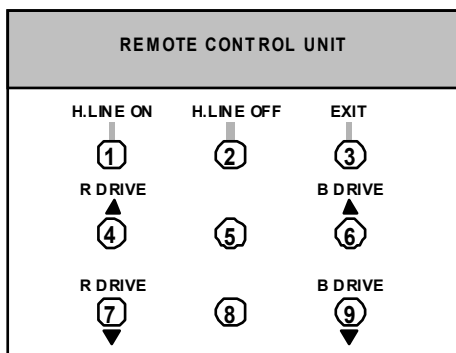 REMOTE CONTROL UNIT
H.LINE ON H.LINE OFF EXIT
1 2 3
R DRIVE B DRIVE
4 5 6
R DRIVE B DRIVE
7 8 9